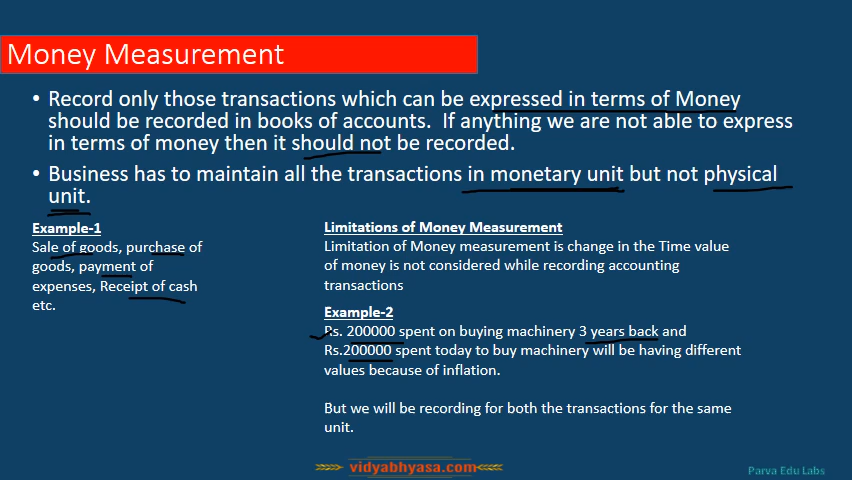 Money Measurement
• Record only those transactions which can be expressed in terms of Money
should be recorded in books of accounts. If anything we are not able to express
in terms of money then it should not be recorded.
• Business has to maintain all the transactions in monetary unit but not physical
unit.
Example-1
Sale of goods, purchase of
goods, payment of
expenses, Receipt of cash
etc.
Limitations of Money Measurement
Limitation of Money measurement is change in the Time value
of money is not considered while recording accounting
transactions
Example-2
Rs. 200000 spent on buying machinery 3 years back and
Rs.200000 spent today to buy machinery will be having different
values because of inflation.
But we will be recording for both the transactions for the same
unit.
vidyabhyasa.com
Parva Edu Labs